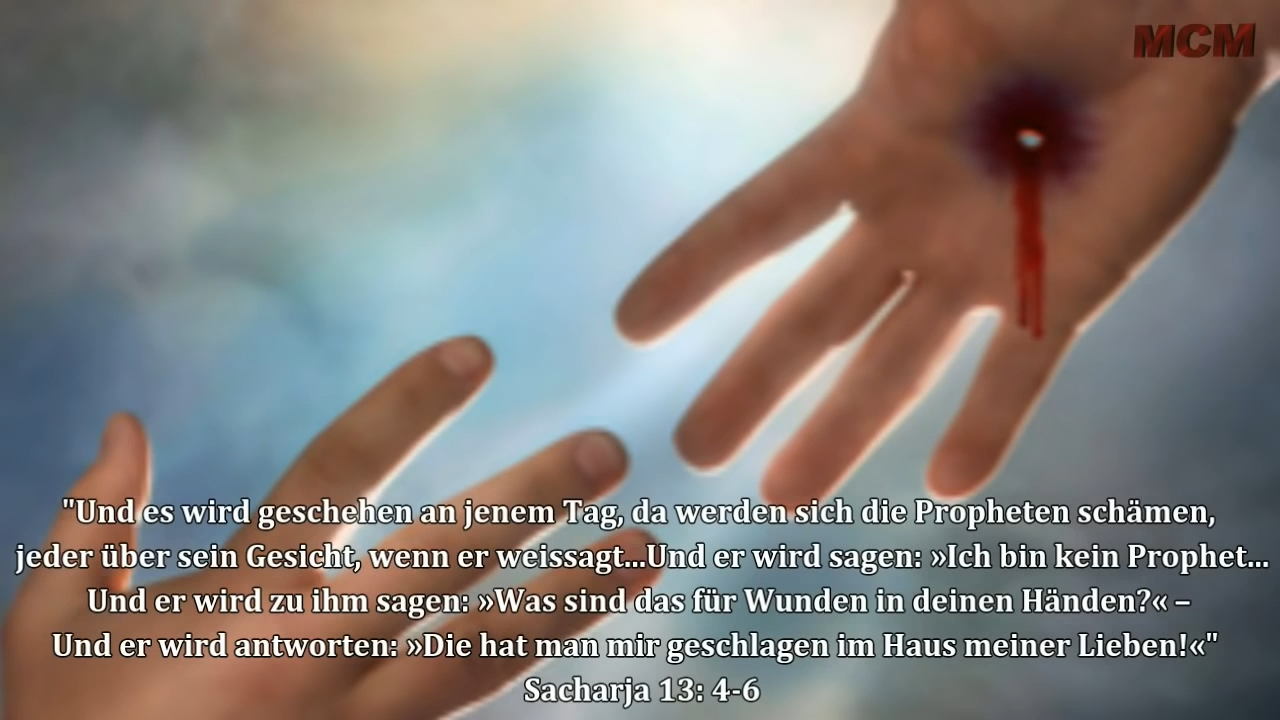 MCM
"Und es wird geschehen an jenem Tag, da werden sich die Propheten schämen,
jeder über sein Gesicht, wenn er weissagt...Und er wird sagen: »Ich bin kein Prophet...
Und er wird zu ihm sagen: »Was sind das für Wunden in deinen Händen?« –
Und er wird antworten: »Die hat man mir geschlagen im Haus meiner Lieben!«"
Sacharja 13: 4-6